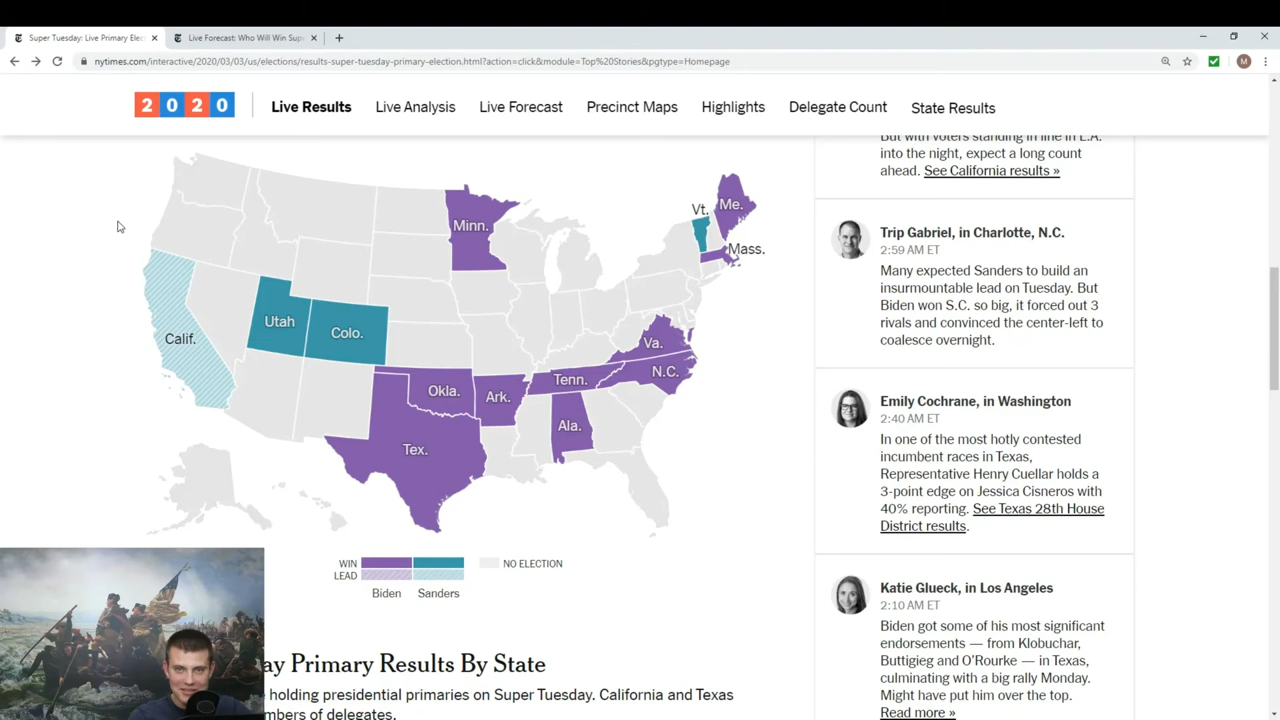 Super Tuesday: Live Primary Elec
Live Forecast: Who Will Win Sup
nytimes.com/interactive/2020/03/03/us/elections/results-super-tuesday-primary-election.html?action=click&module=Top%20Stories&pgtype=Homepage
M
2020
Live Results
Live Analysis
Live Forecast
Precinct Maps
Highlights
Delegate Count
State Results
Minn.
Vt.
Me.
Mass.
Utah
Colo.
Calif.
Va.
N.C.
Tenn.
Okla.
Ark.
Ala.
Tex.
WIN
LEAD
NO ELECTION
Biden
Sanders
ay Primary Results By State
holding presidential primaries on Super Tuesday. California and Texas
mbers of delegates.
But with voters standing in line in L.A.
into the night, expect a long count
ahead. See California results »
Trip Gabriel, in Charlotte, N.C.
2:59 AM ET
Many expected Sanders to build an
insurmountable lead on Tuesday. But
Biden won S.C. so big, it forced out 3
rivals and convinced the center-left to
coalesce overnight.
Emily Cochrane, in Washington
2:40 AM ET
In one of the most hotly contested
incumbent races in Texas,
Representative Henry Cuellar holds a
3-point edge on Jessica Cisneros with
40% reporting. See Texas 28th House
District results.
Katie Glueck, in Los Angeles
2:10 AM ET
Biden got some of his most significant
endorsements — from Klobuchar,
Buttigieg and O'Rourke — in Texas,
culminating with a big rally Monday.
Might have put him over the top.
Read more »